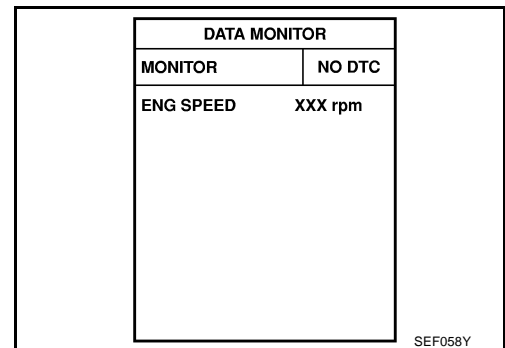 DATA MONITOR
MONITOR NO DTC
ENG SPEED XXX rpm
SEF058Y